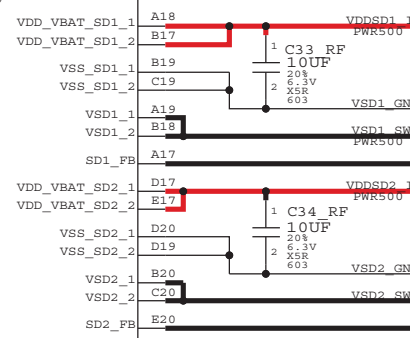 VDD_VBAT_SD1_1 A18 VDDSD1_1
VDD_VBAT_SD1_2 B17 PWR500
1 C33_RF
10UF
VSS_SD1_1 B19 20%
6.3V
VSS_SD1_2 C19 2 X5R
603
VSD1_GN
VSD1_1 A19
VSD1_2 B18 VSD1_SW
PWR500
SD1_FB A17
VDD_VBAT_SD2_1 D17 VDDSD2_1
PWR500
VDD_VBAT_SD2_2 E17
1 C34_RF
10UF
VSS_SD2_1 D20 20%
6.3V
VSS_SD2_2 D19 2 X5R
603
VSD2_GN
VSD2_1 B20
VSD2_2 C20 VSD2_SW
SD2_FB E20